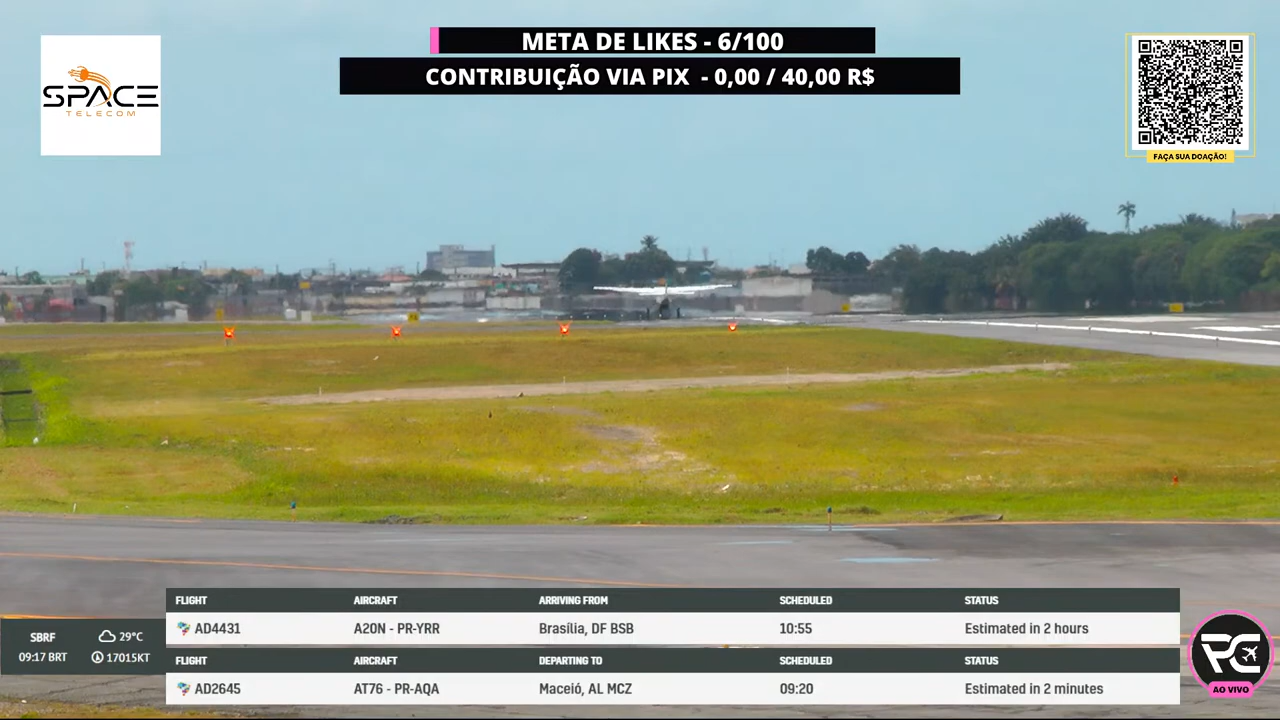 META DE LIKES - 6/100
CONTRIBUIÇÃO VIA PIX - 0,00 / 40,00 R$
SPACE
TELECOM
FAÇA SUA DOAÇÃO!
FLIGHT AIRCRAFT ARRIVING FROM SCHEDULED STATUS
AD4431 A20N - PR-YRR Brasília, DF BSB 10:55 Estimated in 2 hours
SBRF 29°C
09:17 BRT 17015KT
FLIGHT AIRCRAFT DEPARTING TO SCHEDULED STATUS
AD2645 AT76 - PR-AQA Maceió, AL MCZ 09:20 Estimated in 2 minutes
RC
AO VIVO